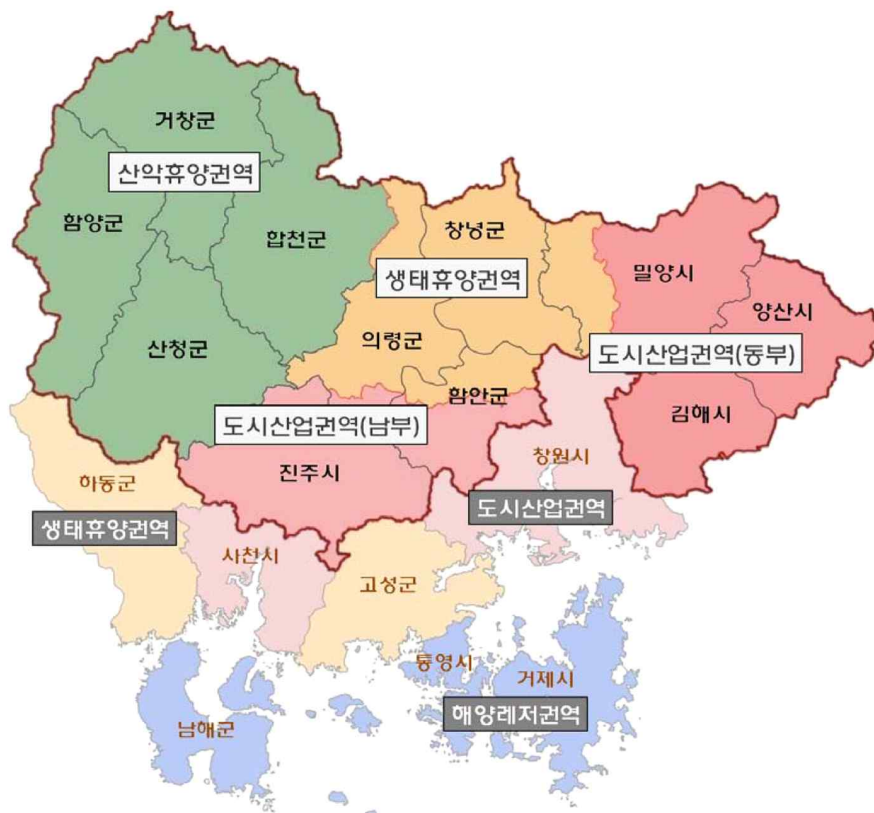 거창군
산악휴양권역
함양군
합천군
창녕군
생태휴양권역
밀양시
양산시
산청군
의령군
도시산업권역(동부)
함안군
도시산업권역(남부)
김해시
진주시
창원시
하동군
도시산업권역
생태휴양권역
사천시
고성군
통영시
거제시
해양레저권역
남해군